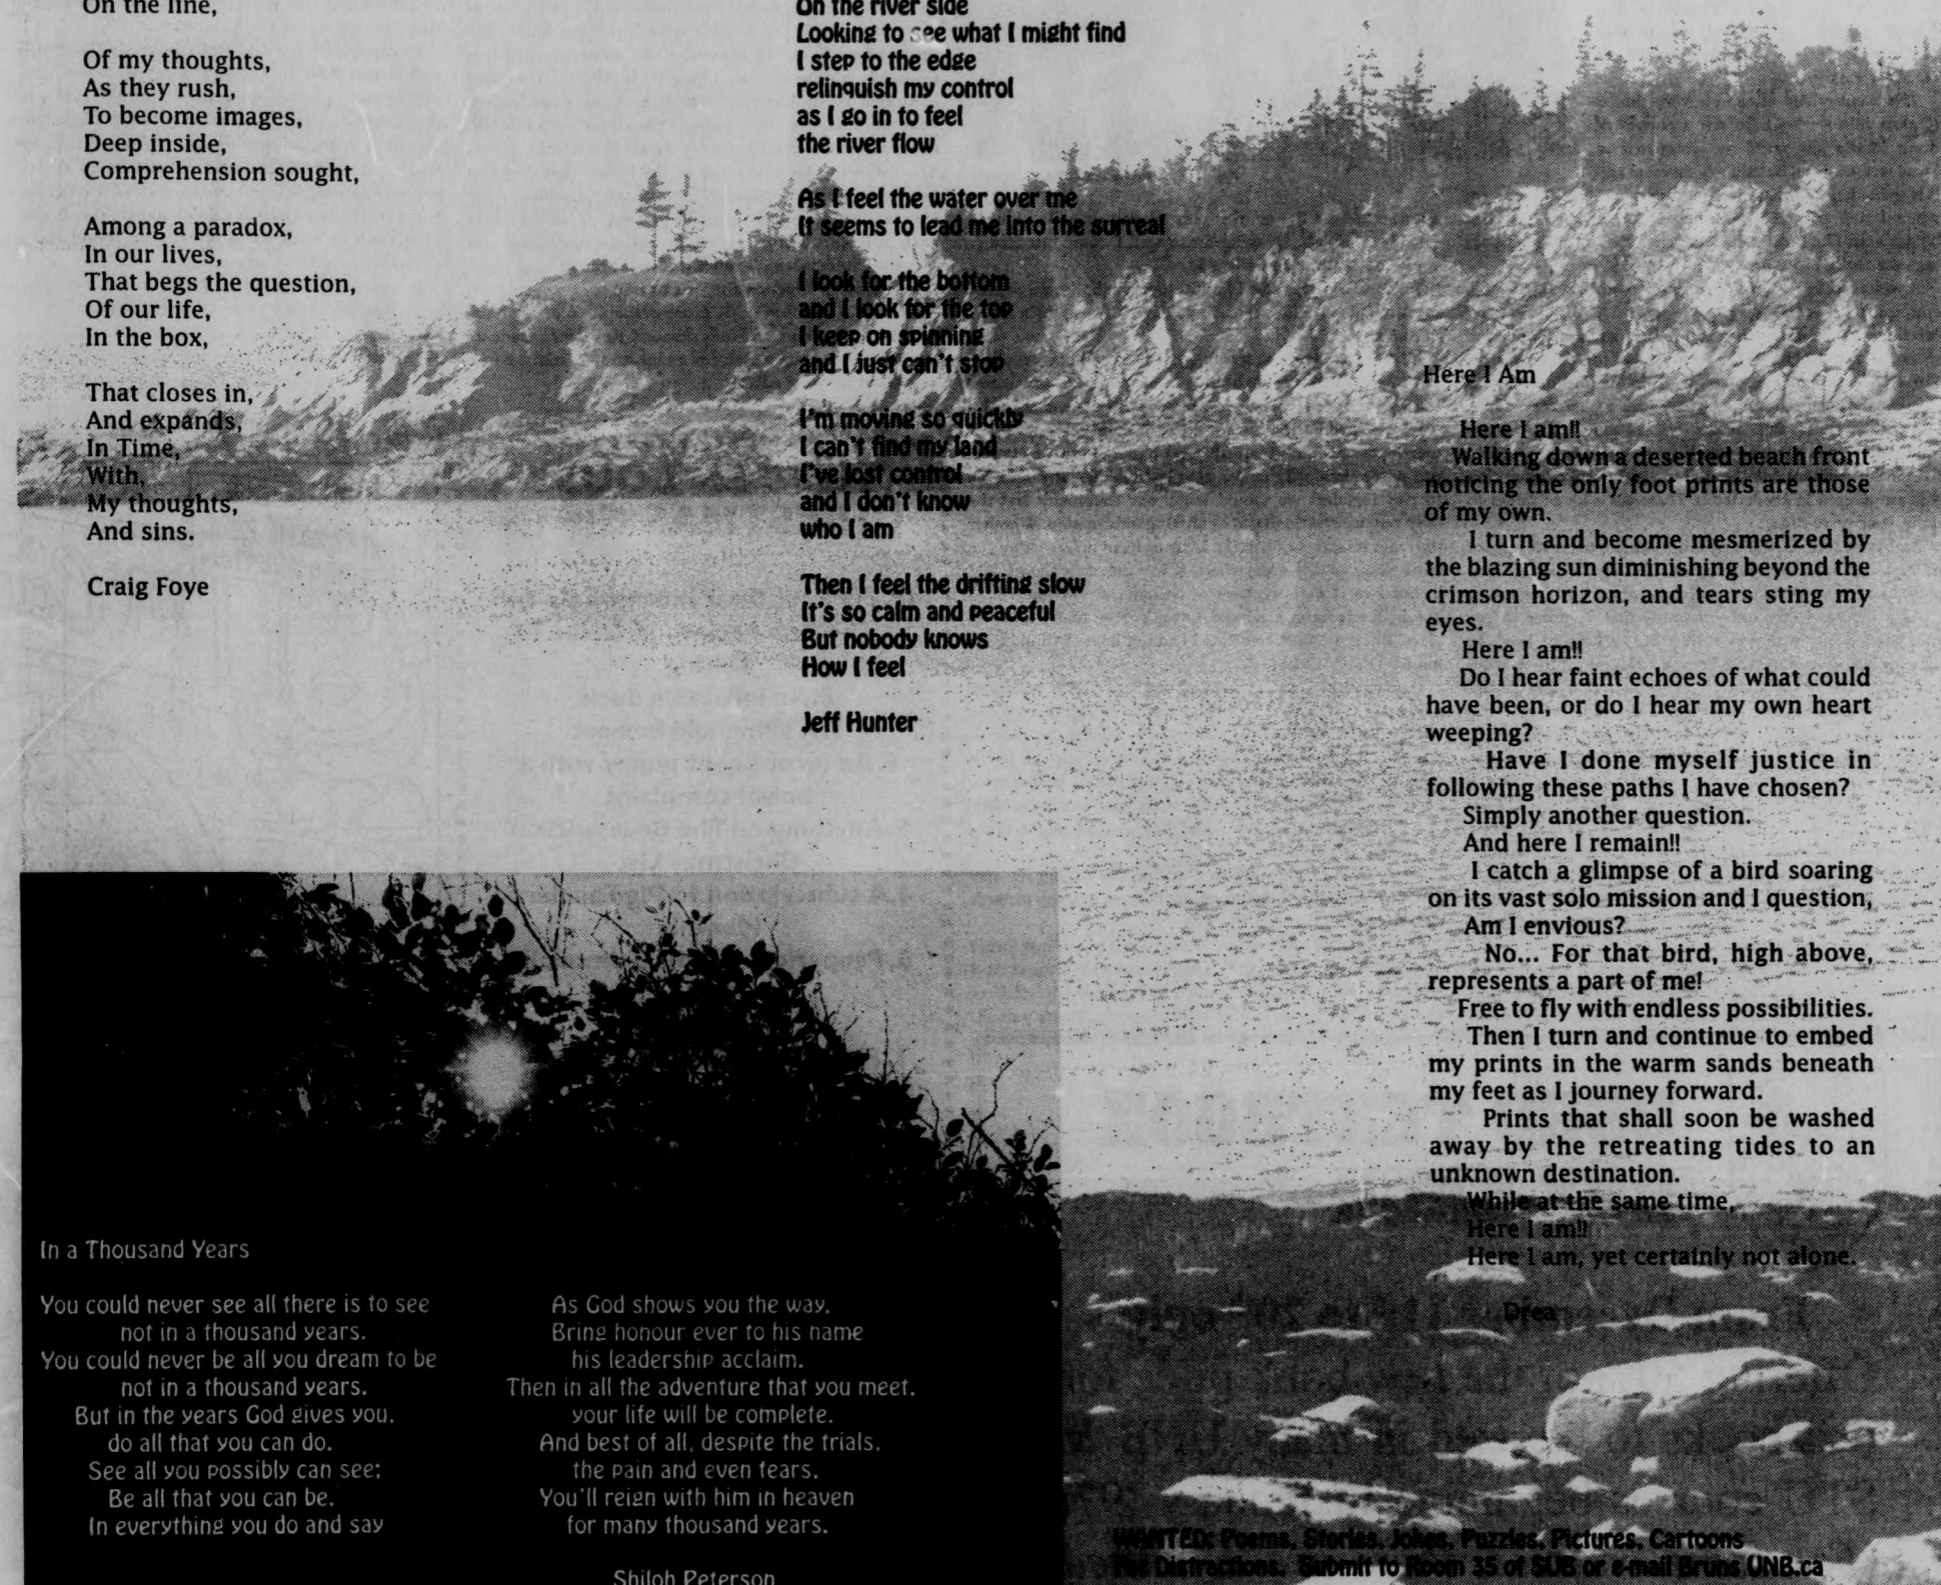 On the line,
Of my thoughts,
As they rush,
To become images,
Deep inside,
Comprehension sought,
Among a paradox,
In our lives,
That begs the question,
Of our life,
In the box,
That closes in,
And expands,
In Time,
With,
My thoughts,
And sins.
Craig Foye
On the river side
Looking to see what I might find
I step to the edge
relinquish my control
as I go in to feel
the river flow
As I feel the water over me
It seems to lead me into the surreal
I look for the bottom
and I look for the top
I keep on spinning
and I just can't stop
I'm moving so quickly
I can't find my land
I've lost control
and I don't know
who I am
Then I feel the drifting slow
It's so calm and peaceful
But nobody knows
How I feel
Jeff Hunter
Here I Am
Here I am!!
Walking down a deserted beach front
noticing the only foot prints are those
of my own.
I turn and become mesmerized by
the blazing sun diminishing beyond the
crimson horizon, and tears sting my
eyes.
Here I am!!
Do I hear faint echoes of what could
have been, or do I hear my own heart
weeping?
Have I done myself justice in
following these paths I have chosen?
Simply another question.
And here I remain!!
I catch a glimpse of a bird soaring
on its vast solo mission and I question,
Am I envious?
No... For that bird, high above,
represents a part of me!
Free to fly with endless possibilities.
Then I turn and continue to embed
my prints in the warm sands beneath
my feet as I journey forward.
Prints that shall soon be washed
away by the retreating tides to an
unknown destination.
While at the same time,
Here I am!!
Here I am, yet certainly not alone.
Drea
In a Thousand Years
You could never see all there is to see
not in a thousand years.
You could never be all you dream to be
not in a thousand years.
But in the years God gives you,
do all that you can do.
See all you possibly can see;
Be all that you can be.
In everything you do and say
As God shows you the way,
Bring honour ever to his name
his leadership acclaim.
Then in all the adventure that you meet,
your life will be complete.
And best of all, despite the trials,
the pain and even tears,
You'll reign with him in heaven
for many thousand years.
Shiloh Peterson
WANTED: Poems, Stories, Jokes, Puzzles, Pictures, Cartoons
For Distractions. Submit to Room 35 of SUB or e-mail Bruns UNB.ca